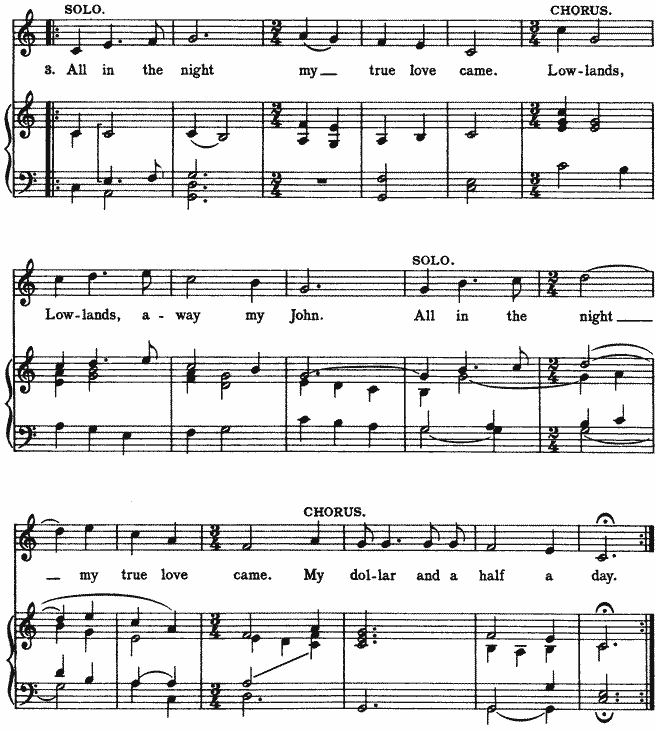 SOLO. CHORUS.
3. All in the night my true love came. Low-lands,
SOLO.
Low-lands, a - way my John. All in the night
CHORUS.
my true love came. My dol-lar and a half a day.